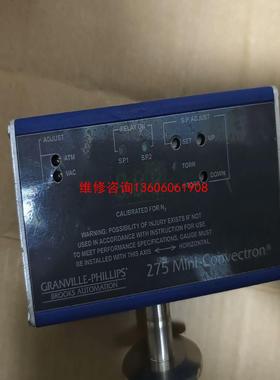 ADJUST
RELAY ON
S.P. ADJUST
ATM
VAC
S.P.1 S.P.2
SET UP
TORR
DOWN
维修咨询13606061908
CALIBRATED FOR N₂
WARNING: POSSIBILITY OF INJURY EXISTS IF NOT
USED IN ACCORDANCE WITH INSTRUCTION FOR USE
TO MEET PERFORMANCE SPECIFICATIONS, GAUGE MUST
BE INSTALLED WITH THIS AXIS ←→ HORIZONTAL
GRANVILLE-PHILLIPS®
BROOKS AUTOMATION
275 Mini-Convectron®